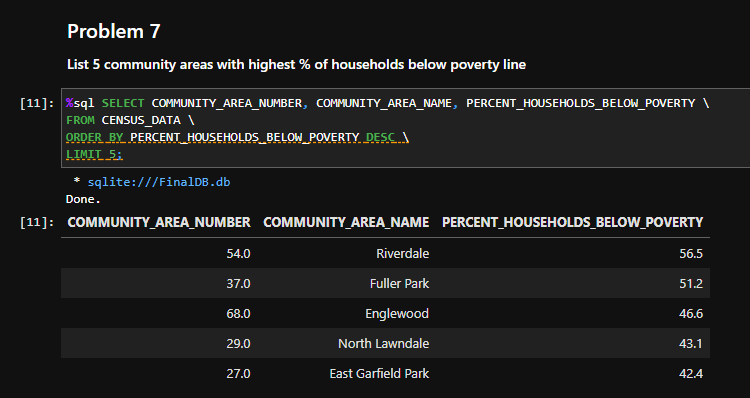 Problem 7
List 5 community areas with highest % of households below poverty line
[11]: %sql SELECT COMMUNITY_AREA_NUMBER, COMMUNITY_AREA_NAME, PERCENT_HOUSEHOLDS_BELOW_POVERTY \
FROM CENSUS_DATA \
ORDER BY PERCENT_HOUSEHOLDS_BELOW_POVERTY DESC \
LIMIT 5;
* sqlite:///FinalDB.db
Done.
[11]: COMMUNITY_AREA_NUMBER COMMUNITY_AREA_NAME PERCENT_HOUSEHOLDS_BELOW_POVERTY
54.0 Riverdale 56.5
37.0 Fuller Park 51.2
68.0 Englewood 46.6
29.0 North Lawndale 43.1
27.0 East Garfield Park 42.4